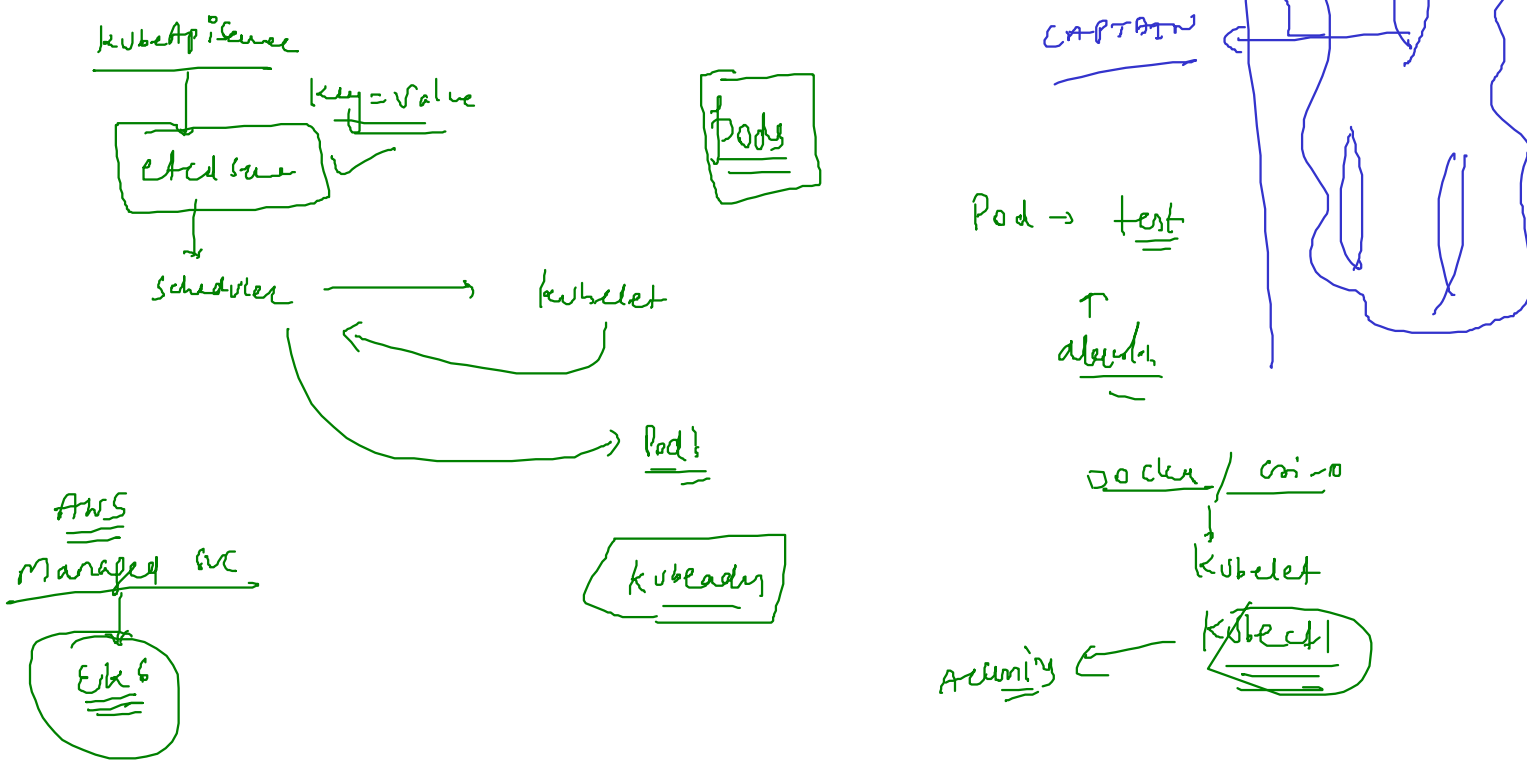 KubeApiServer
Key = Value
etcd server
Scheduler
kubelet
Pod1
Pods
CAPTAIN
Pod → test
Docker / cri-o
Kubelet
Kubectl
AWS
Managed svc
EKS
kubeadm